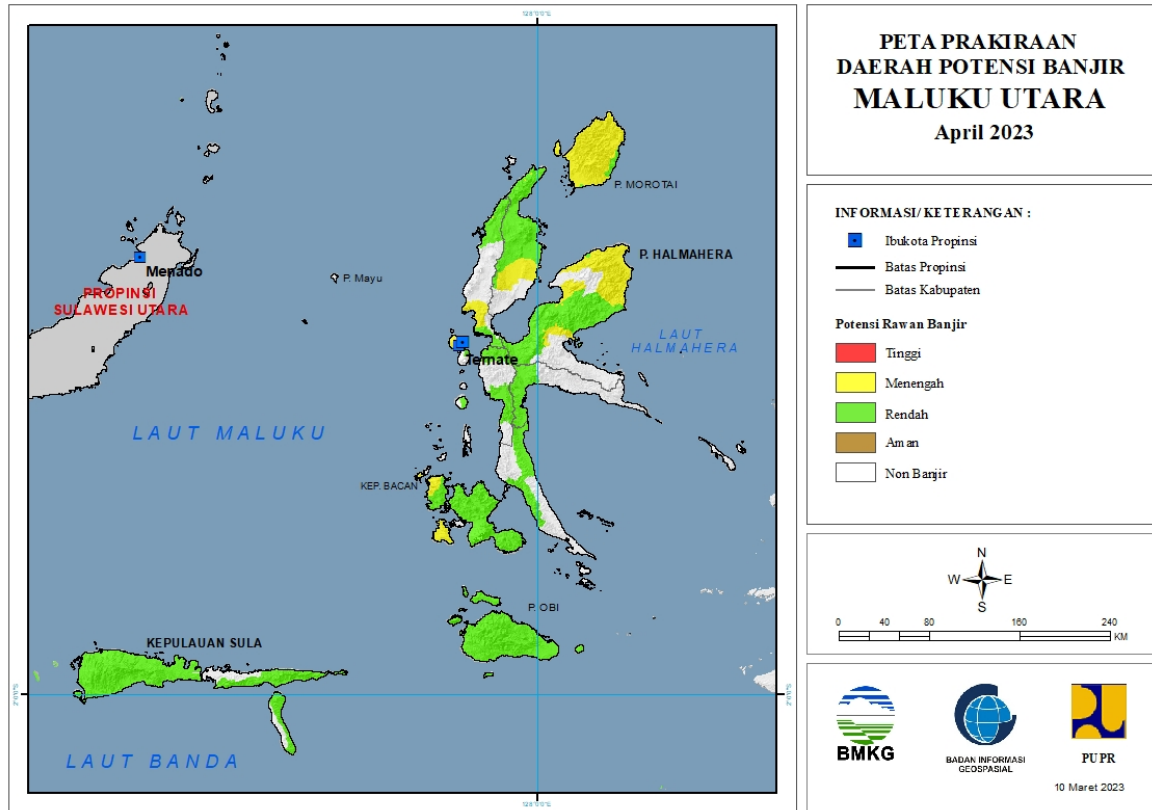 PETA PRAKIRAAN
DAERAH POTENSI BANJIR
MALUKU UTARA
April 2023
INFORMASI/ KETERANGAN :
Ibukota Propinsi
Batas Propinsi
Batas Kabupaten
Potensi Rawan Banjir
Tinggi
Menengah
Rendah
Aman
Non Banjir
N
W E
S
0 40 80 160 240
KM
BMKG
BADAN INFORMASI
GEOSPASIAL
PUPR
10 Maret 2023
P. MOROTAI
P. HALMAHERA
Menado
P. Mayu
PROPINSI
SULAWESI UTARA
LAUT
HALMAHERA
Ternate
LAUT MALUKU
KEP. BACAN
P. OBI
KEPULAUAN SULA
LAUT BANDA